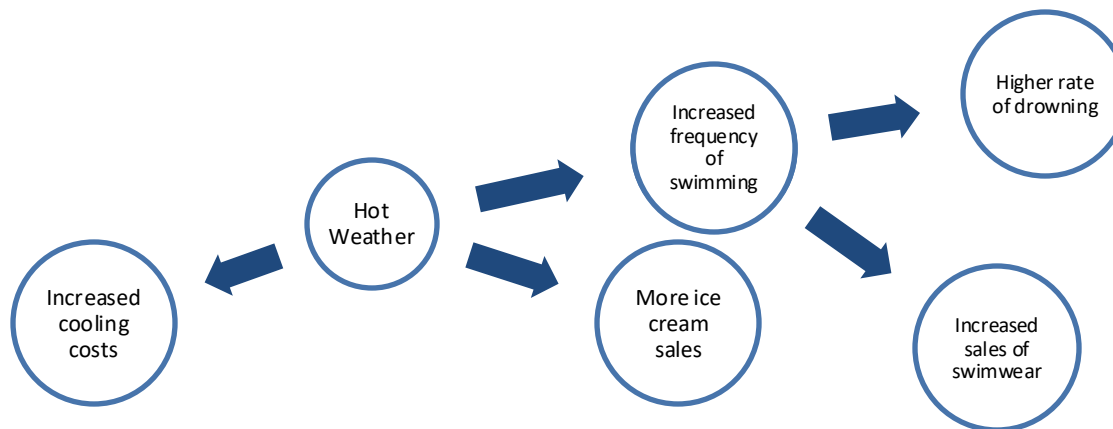 Higher rate
of drowning
Increased
frequency
of
swimming
Hot
Weather
Increased
cooling
costs
More ice
cream
sales
Increased
sales of
swimwear